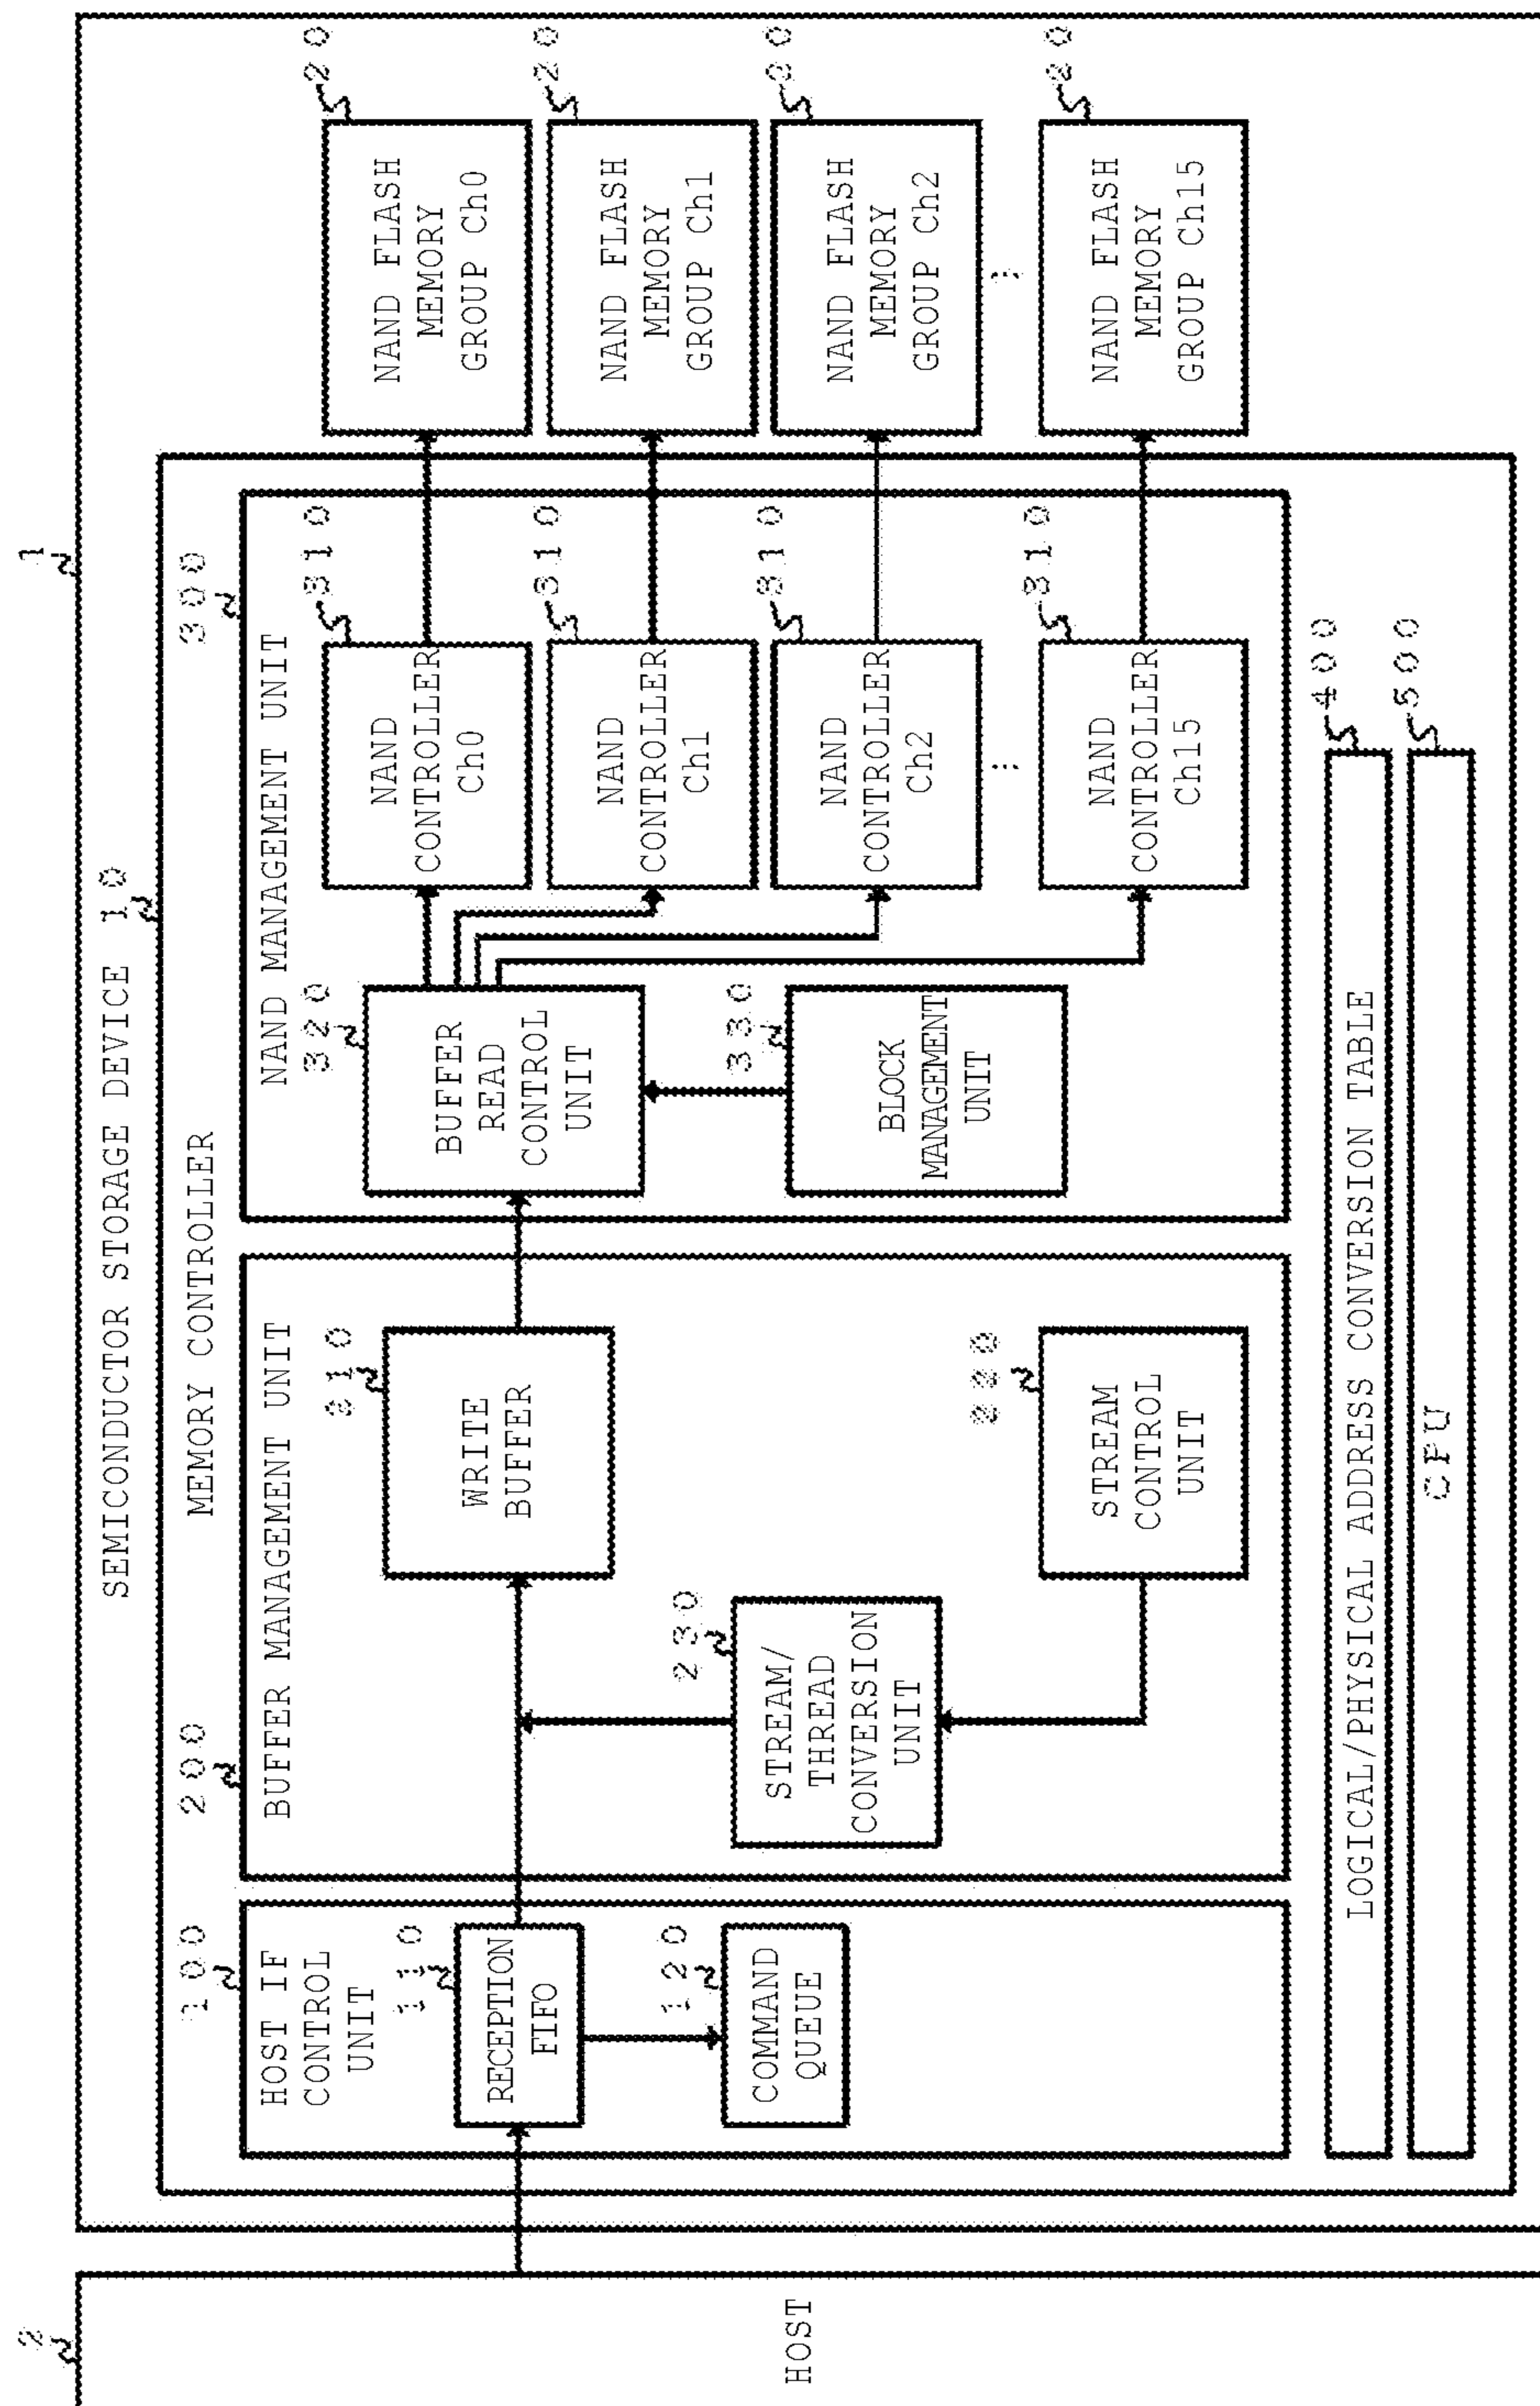 2
HOST
1
SEMICONDUCTOR STORAGE DEVICE
10
MEMORY CONTROLLER
100
HOST IF
CONTROL
UNIT
110
RECEPTION
FIFO
120
COMMAND
QUEUE
200
BUFFER MANAGEMENT UNIT
210
WRITE
BUFFER
230
STREAM/
THREAD
CONVERSION
UNIT
220
STREAM
CONTROL
UNIT
300
NAND MANAGEMENT UNIT
320
BUFFER
READ
CONTROL
UNIT
330
BLOCK
MANAGEMENT
UNIT
310
NAND
CONTROLLER
Ch0
310
NAND
CONTROLLER
Ch1
310
NAND
CONTROLLER
Ch2
310
NAND
CONTROLLER
Ch15
20
NAND FLASH
MEMORY
GROUP Ch0
20
NAND FLASH
MEMORY
GROUP Ch1
20
NAND FLASH
MEMORY
GROUP Ch2
20
NAND FLASH
MEMORY
GROUP Ch15
400
LOGICAL/PHYSICAL ADDRESS CONVERSION TABLE
500
CPU